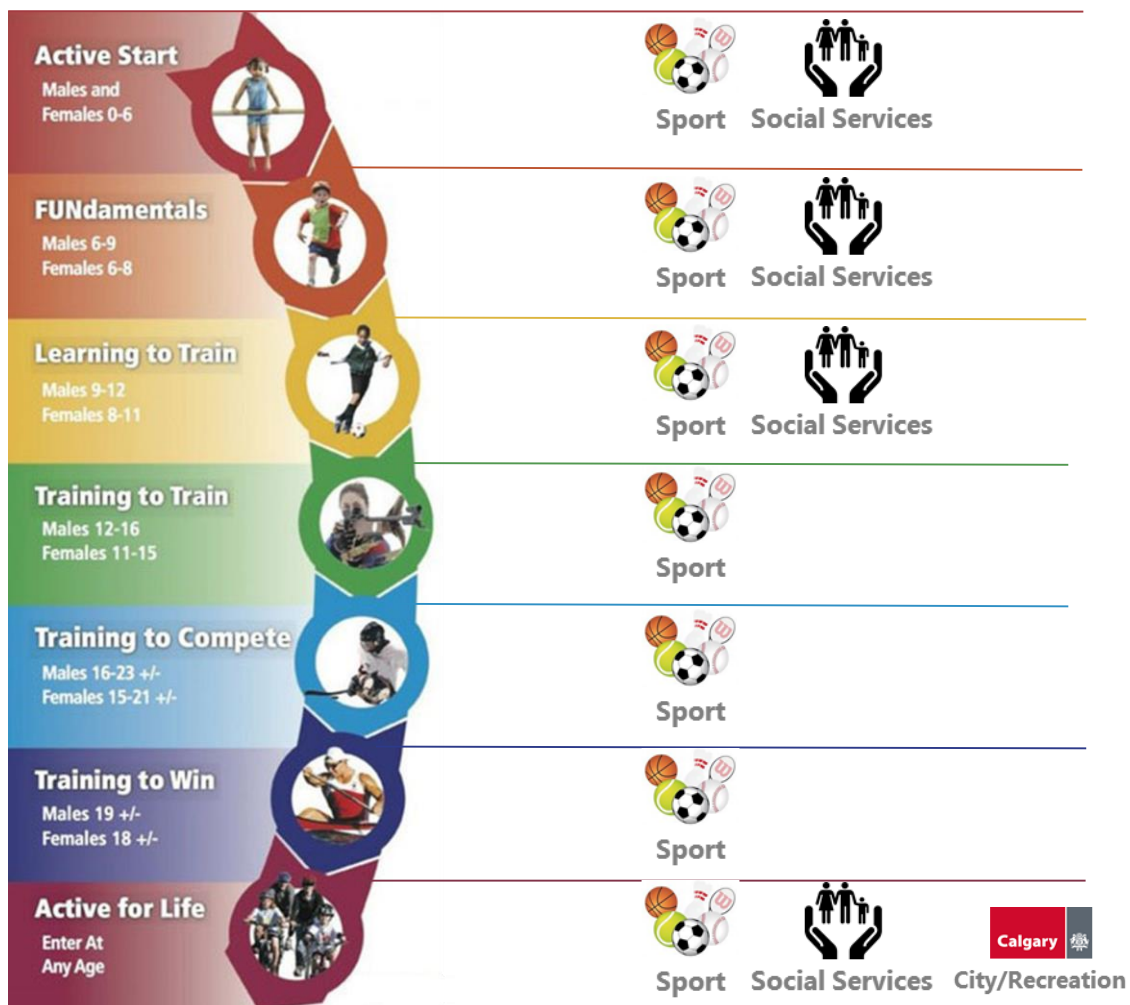 Active Start
Males and
Females 0-6
Sport
Social Services
FUNdamentals
Males 6-9
Females 6-8
Sport
Social Services
Learning to Train
Males 9-12
Females 8-11
Sport
Social Services
Training to Train
Males 12-16
Females 11-15
Sport
Training to Compete
Males 16-23 +/-
Females 15-21 +/-
Sport
Training to Win
Males 19 +/-
Females 18 +/-
Sport
Active for Life
Enter At
Any Age
Sport
Social Services
Calgary
City/Recreation